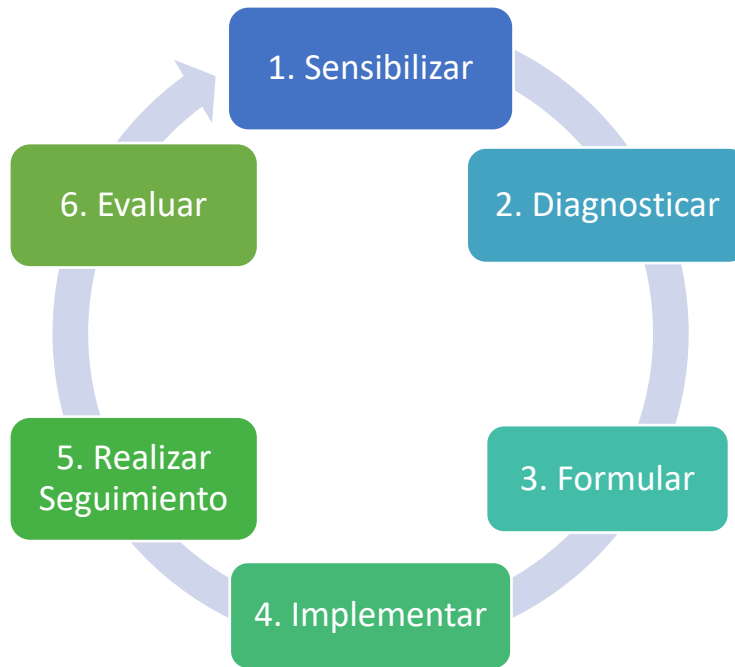 1. Sensibilizar
2. Diagnosticar
3. Formular
4. Implementar
5. Realizar
Seguimiento
6. Evaluar